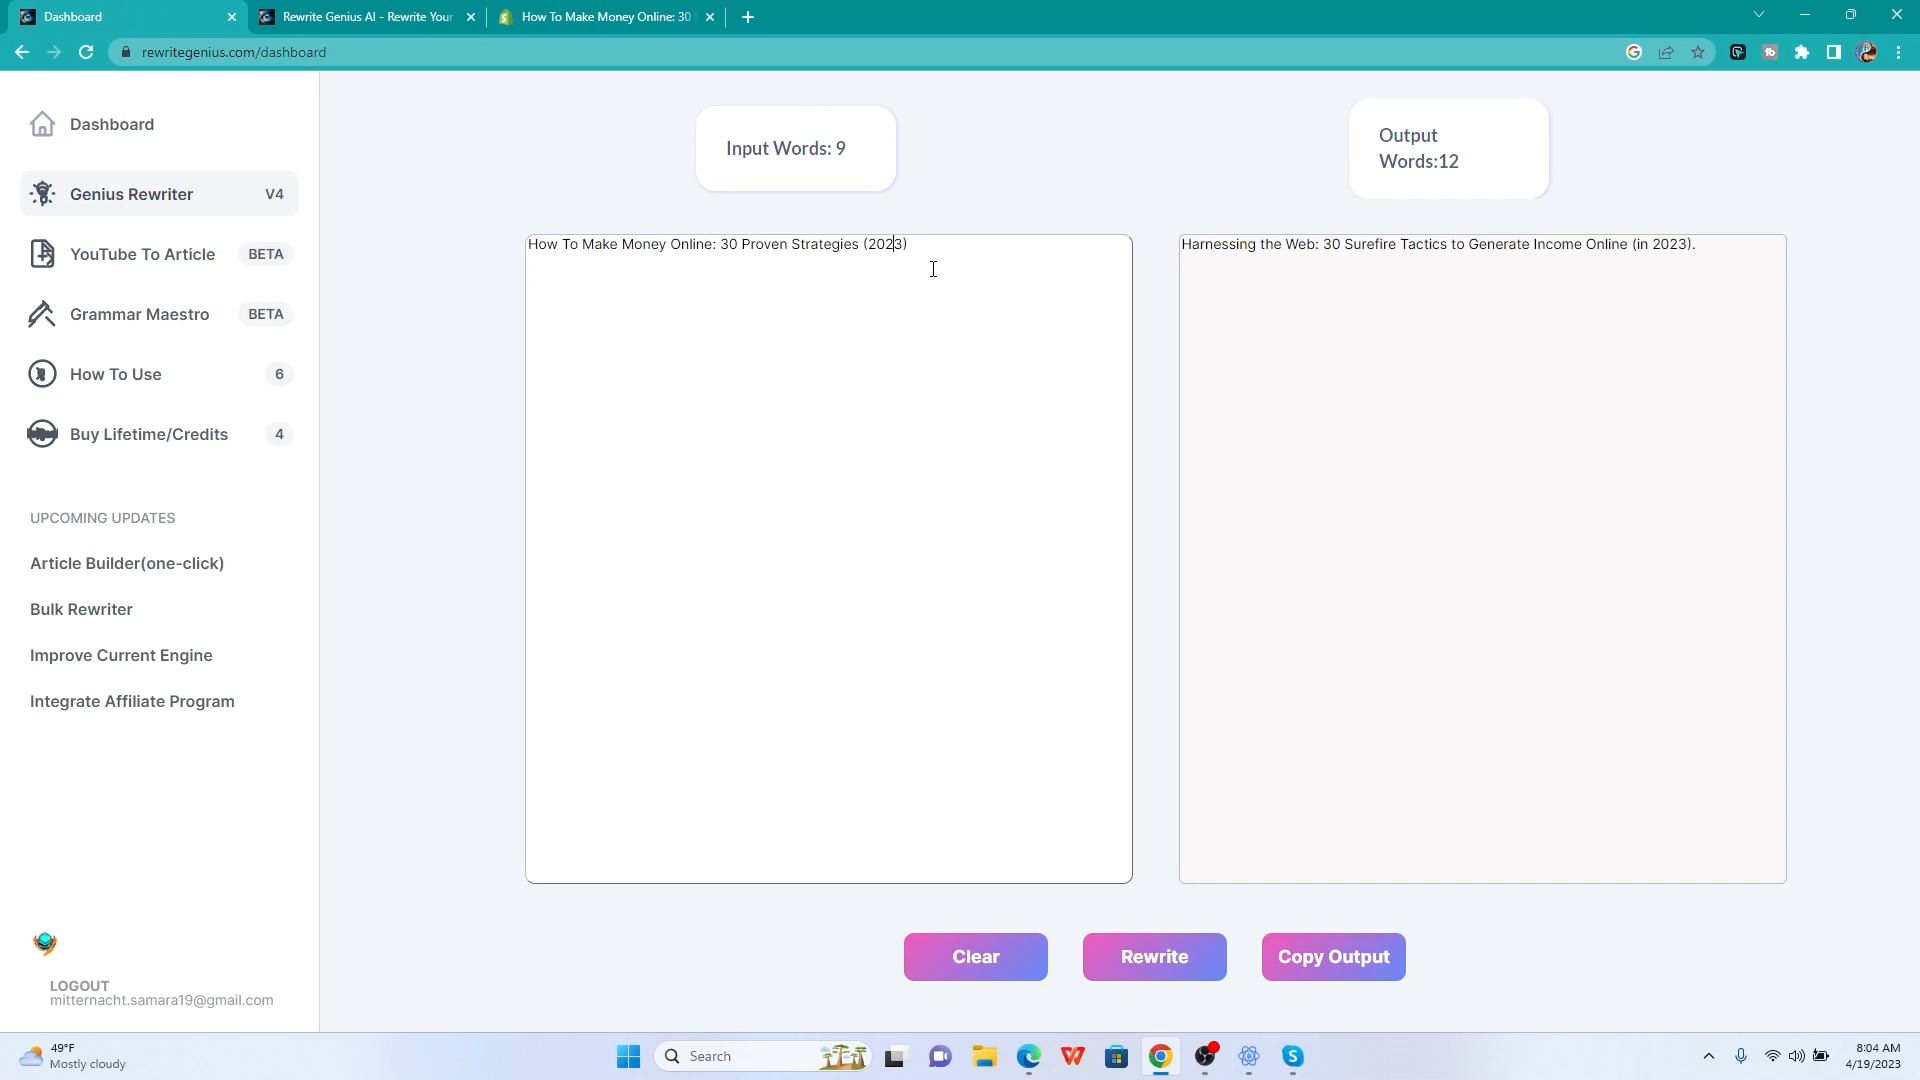 Dashboard
Rewrite Genius AI - Rewrite Your
How To Make Money Online: 30
rewritegenius.com/dashboard
Dashboard
Genius Rewriter V4
YouTube To Article BETA
Grammar Maestro BETA
How To Use 6
Buy Lifetime/Credits 4
UPCOMING UPDATES
Article Builder(one-click)
Bulk Rewriter
Improve Current Engine
Integrate Affiliate Program
LOGOUT
mitternacht.samara19@gmail.com
Input Words: 9
How To Make Money Online: 30 Proven Strategies (2023)
Output
Words:12
Harnessing the Web: 30 Surefire Tactics to Generate Income Online (in 2023).
Clear
Rewrite
Copy Output
49°F
Mostly cloudy
Search
8:04 AM
4/19/2023